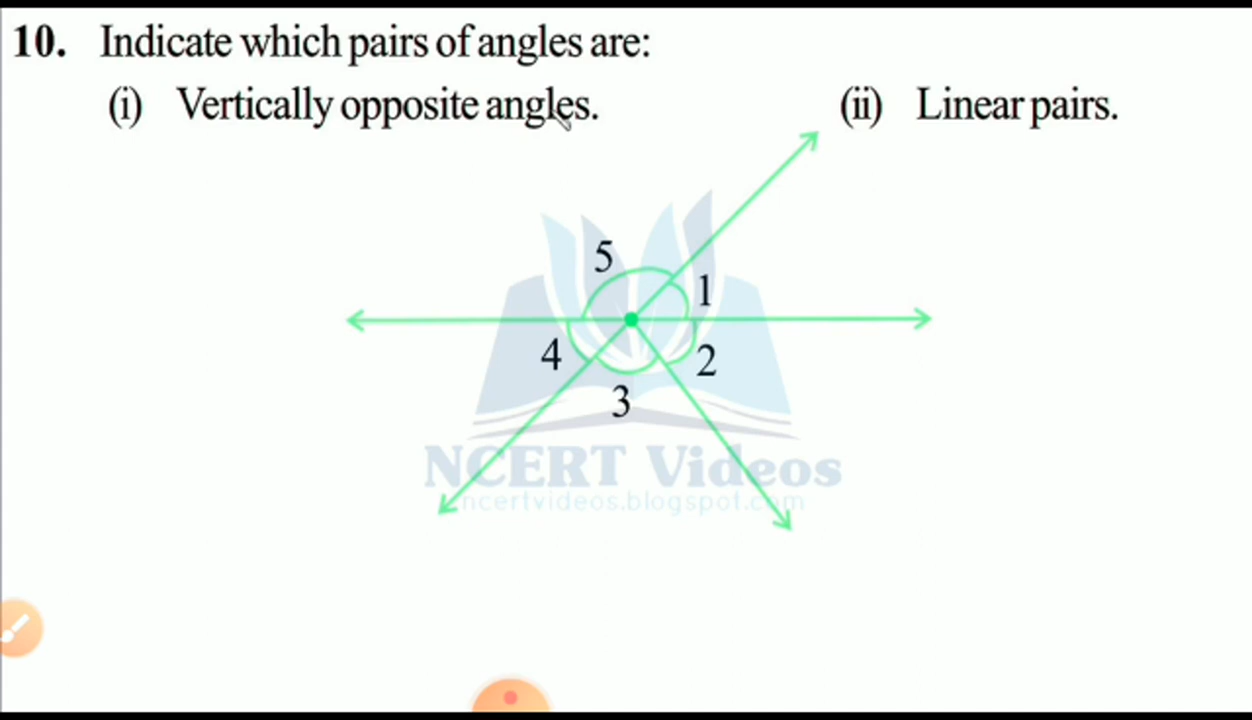 10. Indicate which pairs of angles are:
(i) Vertically opposite angles. (ii) Linear pairs.
5
1
4
2
3
NCERT Videos
ncertvideos.blogspot.com